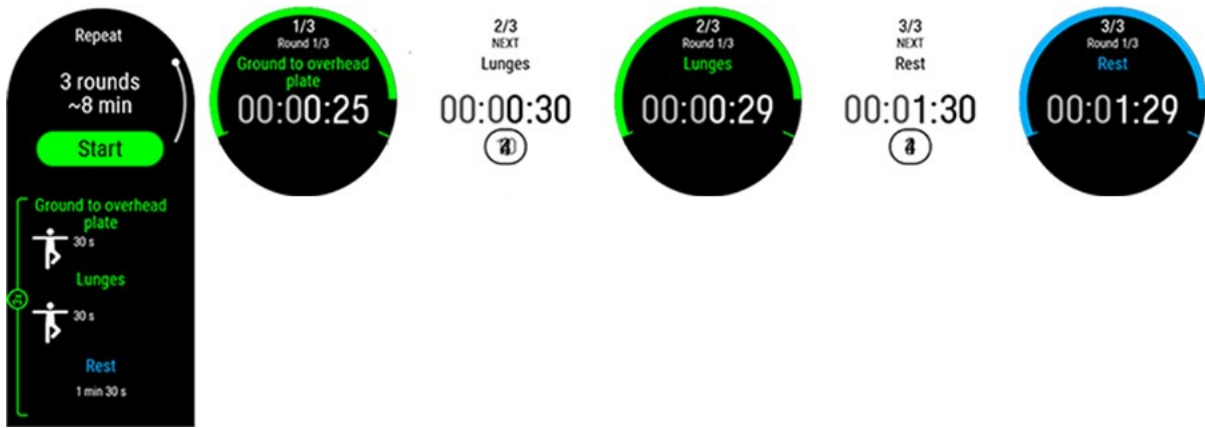 Repeat
3 rounds
~8 min
Start
Ground to overhead
plate
30 s
Lunges
30 s
Rest
1 min 30 s
1/3
Round 1/3
Ground to overhead
plate
00:00:25
2/3
NEXT
Lunges
00:00:30
2/3
Round 1/3
Lunges
00:00:29
3/3
NEXT
Rest
00:01:30
3/3
Round 1/3
Rest
00:01:29